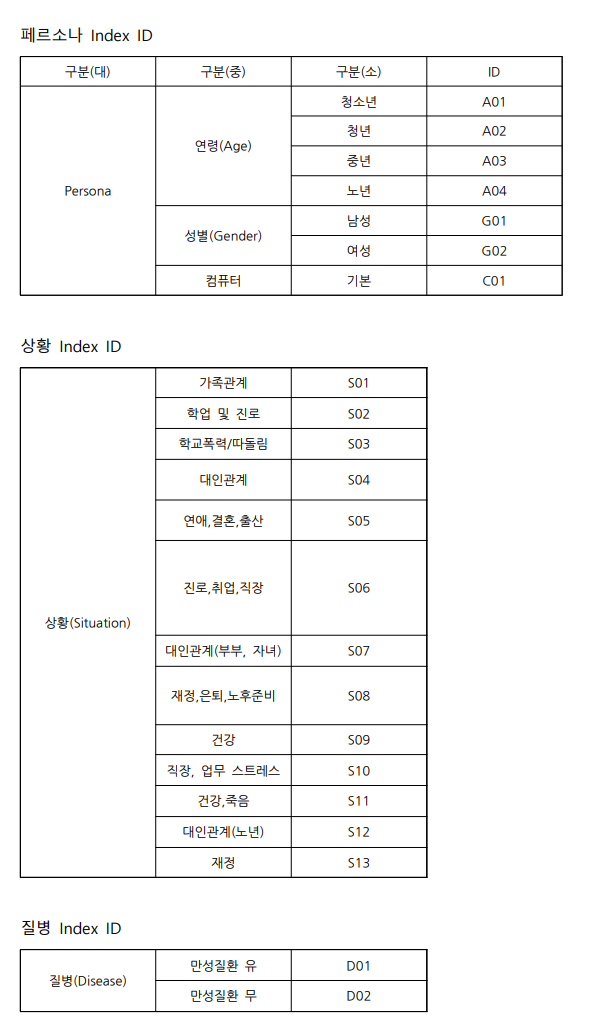 페르소나 Index ID
구분(대) 구분(중) 구분(소) ID
Persona 연령(Age) 청소년 A01
청년 A02
중년 A03
노년 A04
성별(Gender) 남성 G01
여성 G02
컴퓨터 기본 C01
상황 Index ID
상황(Situation) 가족관계 S01
학업 및 진로 S02
학교폭력/따돌림 S03
대인관계 S04
연애,결혼,출산 S05
진로,취업,직장 S06
대인관계(부부, 자녀) S07
재정,은퇴,노후준비 S08
건강 S09
직장, 업무 스트레스 S10
건강,죽음 S11
대인관계(노년) S12
재정 S13
질병 Index ID
질병(Disease) 만성질환 유 D01
만성질환 무 D02